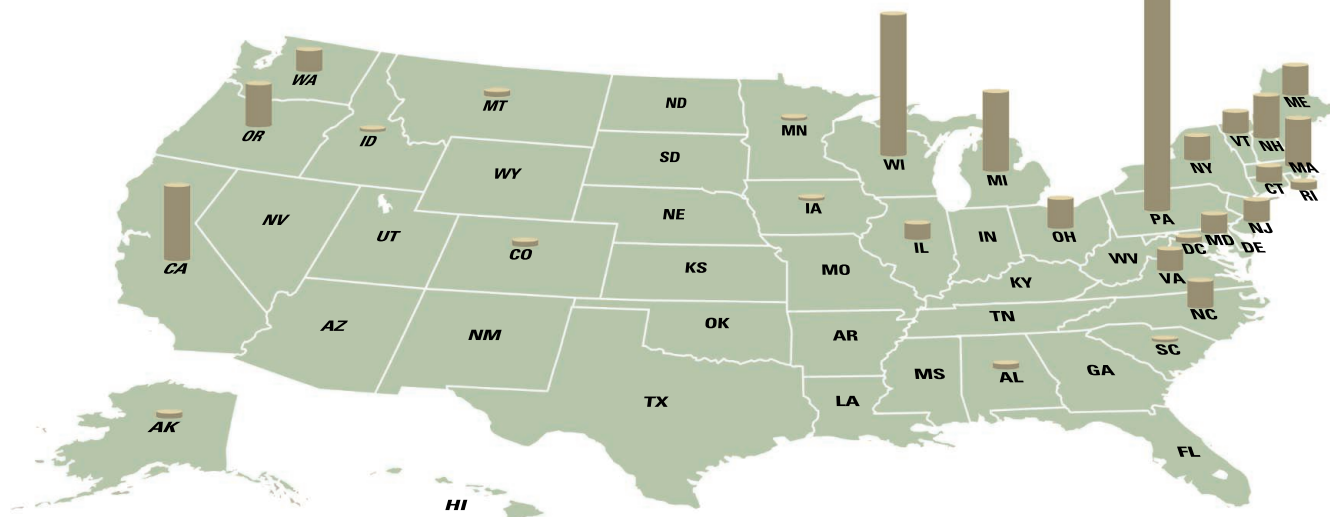 WA
MT
ND
MN
OR
ID
WI
MI
ME
VT
NH
NY
MA
SD
WY
CT
RI
IA
NE
NV
UT
CO
IL
IN
OH
PA
NJ
MD
DC
DE
CA
KS
MO
WV
VA
KY
NC
AZ
NM
OK
TN
AR
SC
MS
AL
GA
TX
LA
AK
FL
HI